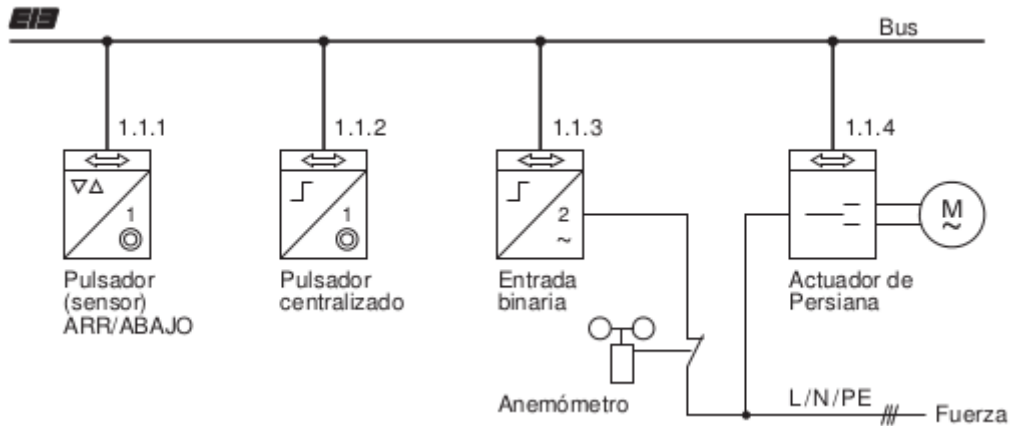 EIB
Bus
1.1.1
1.1.2
1.1.3
1.1.4
1
1
2
~
M
~
Pulsador
(sensor)
ARR/ABAJO
Pulsador
centralizado
Entrada
binaria
Actuador de
Persiana
Anemómetro
L/N/PE
Fuerza